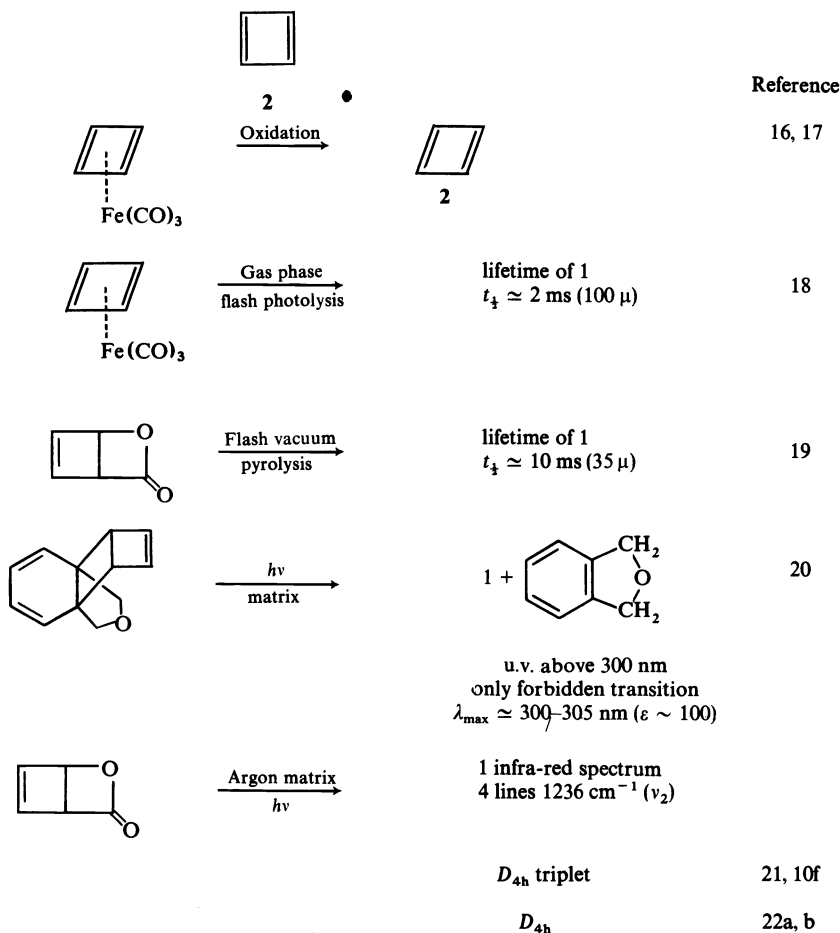 2
Reference
Oxidation
16, 17
2
Fe(CO)₃
Gas phase
flash photolysis
lifetime of 1
t½ ≃ 2 ms (100 μ)
18
Fe(CO)₃
Flash vacuum
pyrolysis
O
O
lifetime of 1
t½ ≃ 10 ms (35 μ)
19
hν
matrix
O
1 +
CH₂
O
CH₂
20
u.v. above 300 nm
only forbidden transition
λmax ≃ 300–305 nm (ε ~ 100)
O
O
Argon matrix
hν
1 infra-red spectrum
4 lines 1236 cm⁻¹ (ν₂)
D₄h triplet
21, 10f
D₄h
22a, b